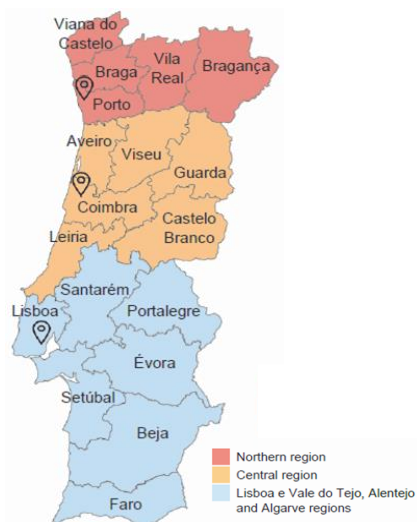 Viana do
Castelo
Braga
Vila
Real
Bragança
Porto
Aveiro
Viseu
Guarda
Coimbra
Castelo
Branco
Leiria
Santarém
Lisboa
Portalegre
Évora
Setúbal
Beja
Faro
Northern region
Central region
Lisboa e Vale do Tejo, Alentejo
and Algarve regions